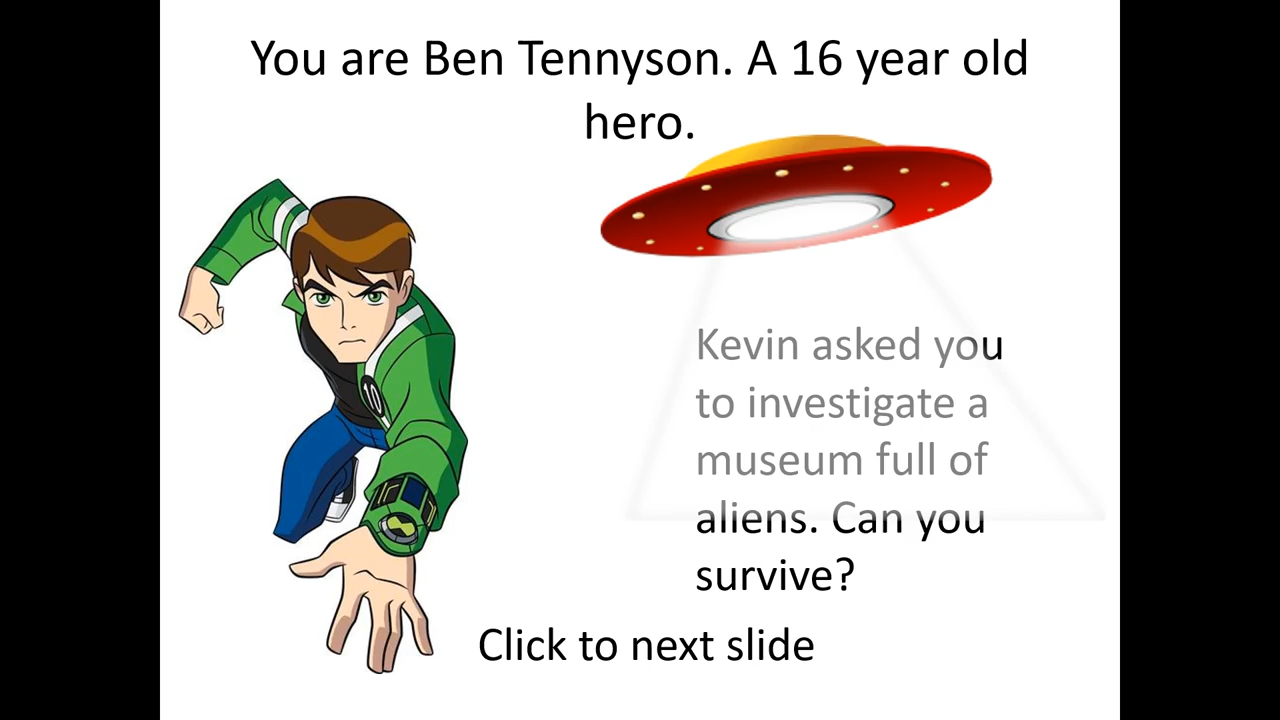 You are Ben Tennyson. A 16 year old
hero.
10
Kevin asked you
to investigate a
museum full of
aliens. Can you
survive?
Click to next slide